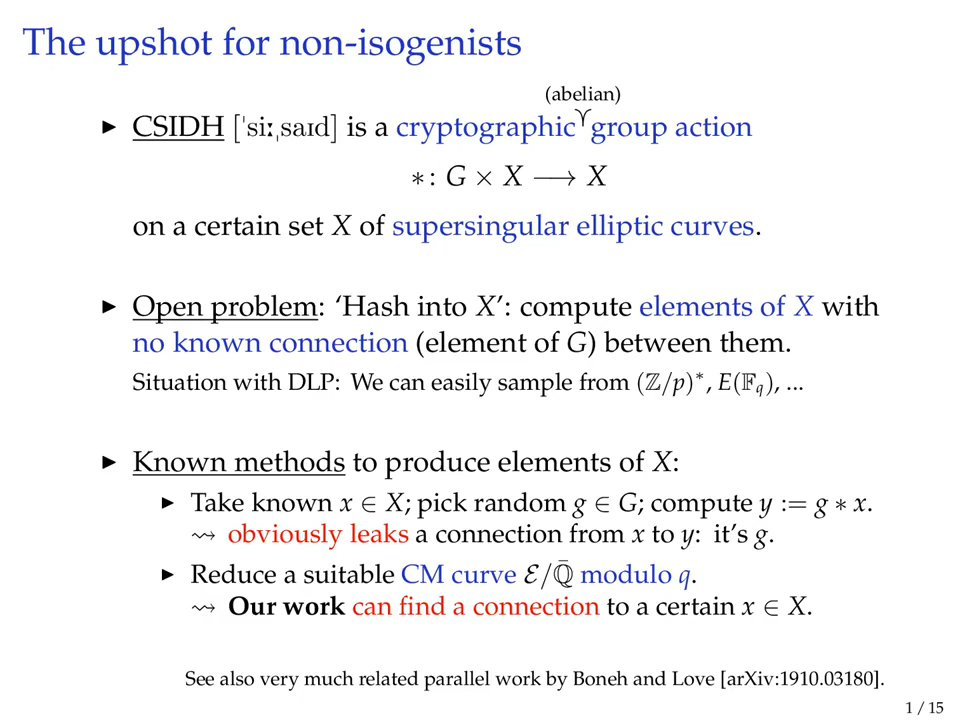 The upshot for non-isogenists
(abelian)
▶ CSIDH [ˈsiːˌsaɪd] is a cryptographic group action
∗: G × X ⟶ X
on a certain set X of supersingular elliptic curves.
▶ Open problem: ‘Hash into X’: compute elements of X with
no known connection (element of G) between them.
Situation with DLP: We can easily sample from (ℤ/p)*, E(𝔽_q), ...
▶ Known methods to produce elements of X:
▶ Take known x ∈ X; pick random g ∈ G; compute y := g ∗ x.
⇝ obviously leaks a connection from x to y: it’s g.
▶ Reduce a suitable CM curve ℰ/ℚ̄ modulo q.
⇝ Our work can find a connection to a certain x ∈ X.
See also very much related parallel work by Boneh and Love [arXiv:1910.03180].
1 / 15